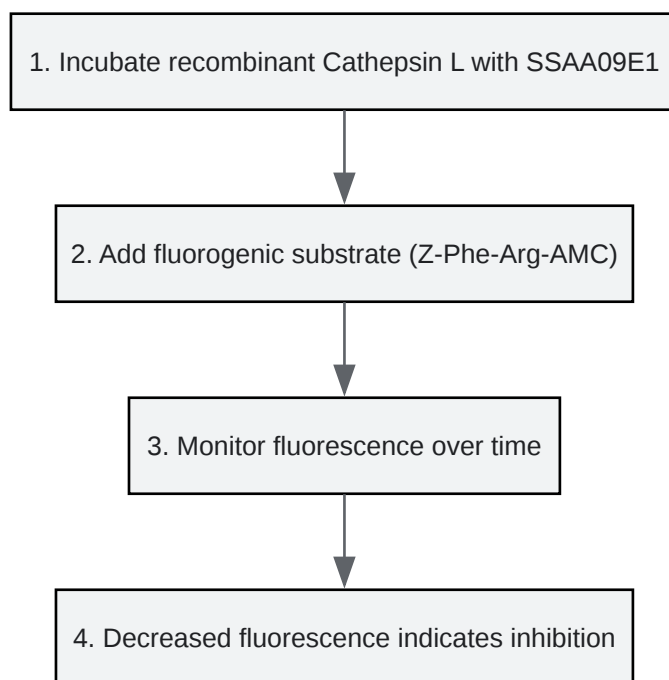 1. Incubate recombinant Cathepsin L with SSAA09E1
2. Add fluorogenic substrate (Z-Phe-Arg-AMC)
3. Monitor fluorescence over time
4. Decreased fluorescence indicates inhibition